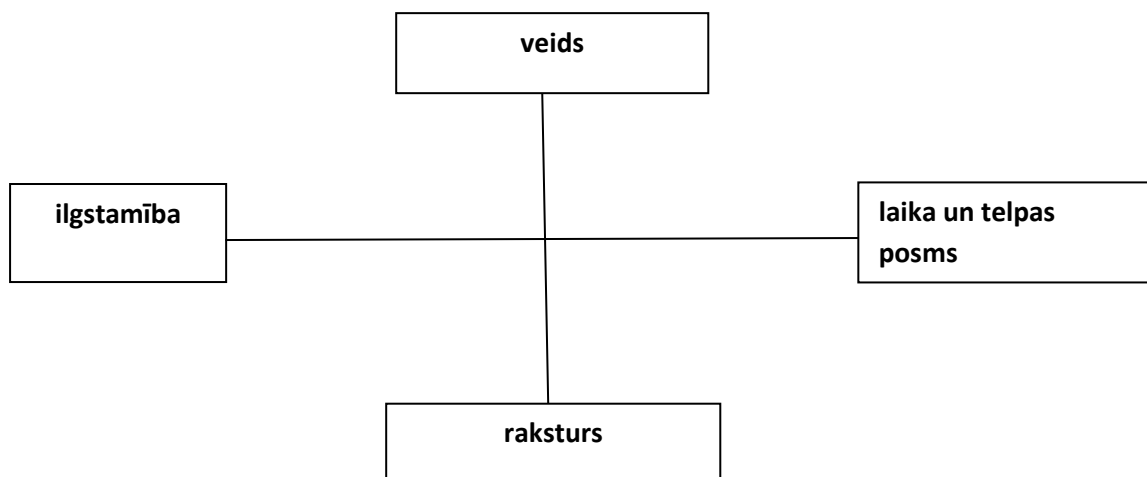 veids
ilgstamība
laika un telpas
posms
raksturs